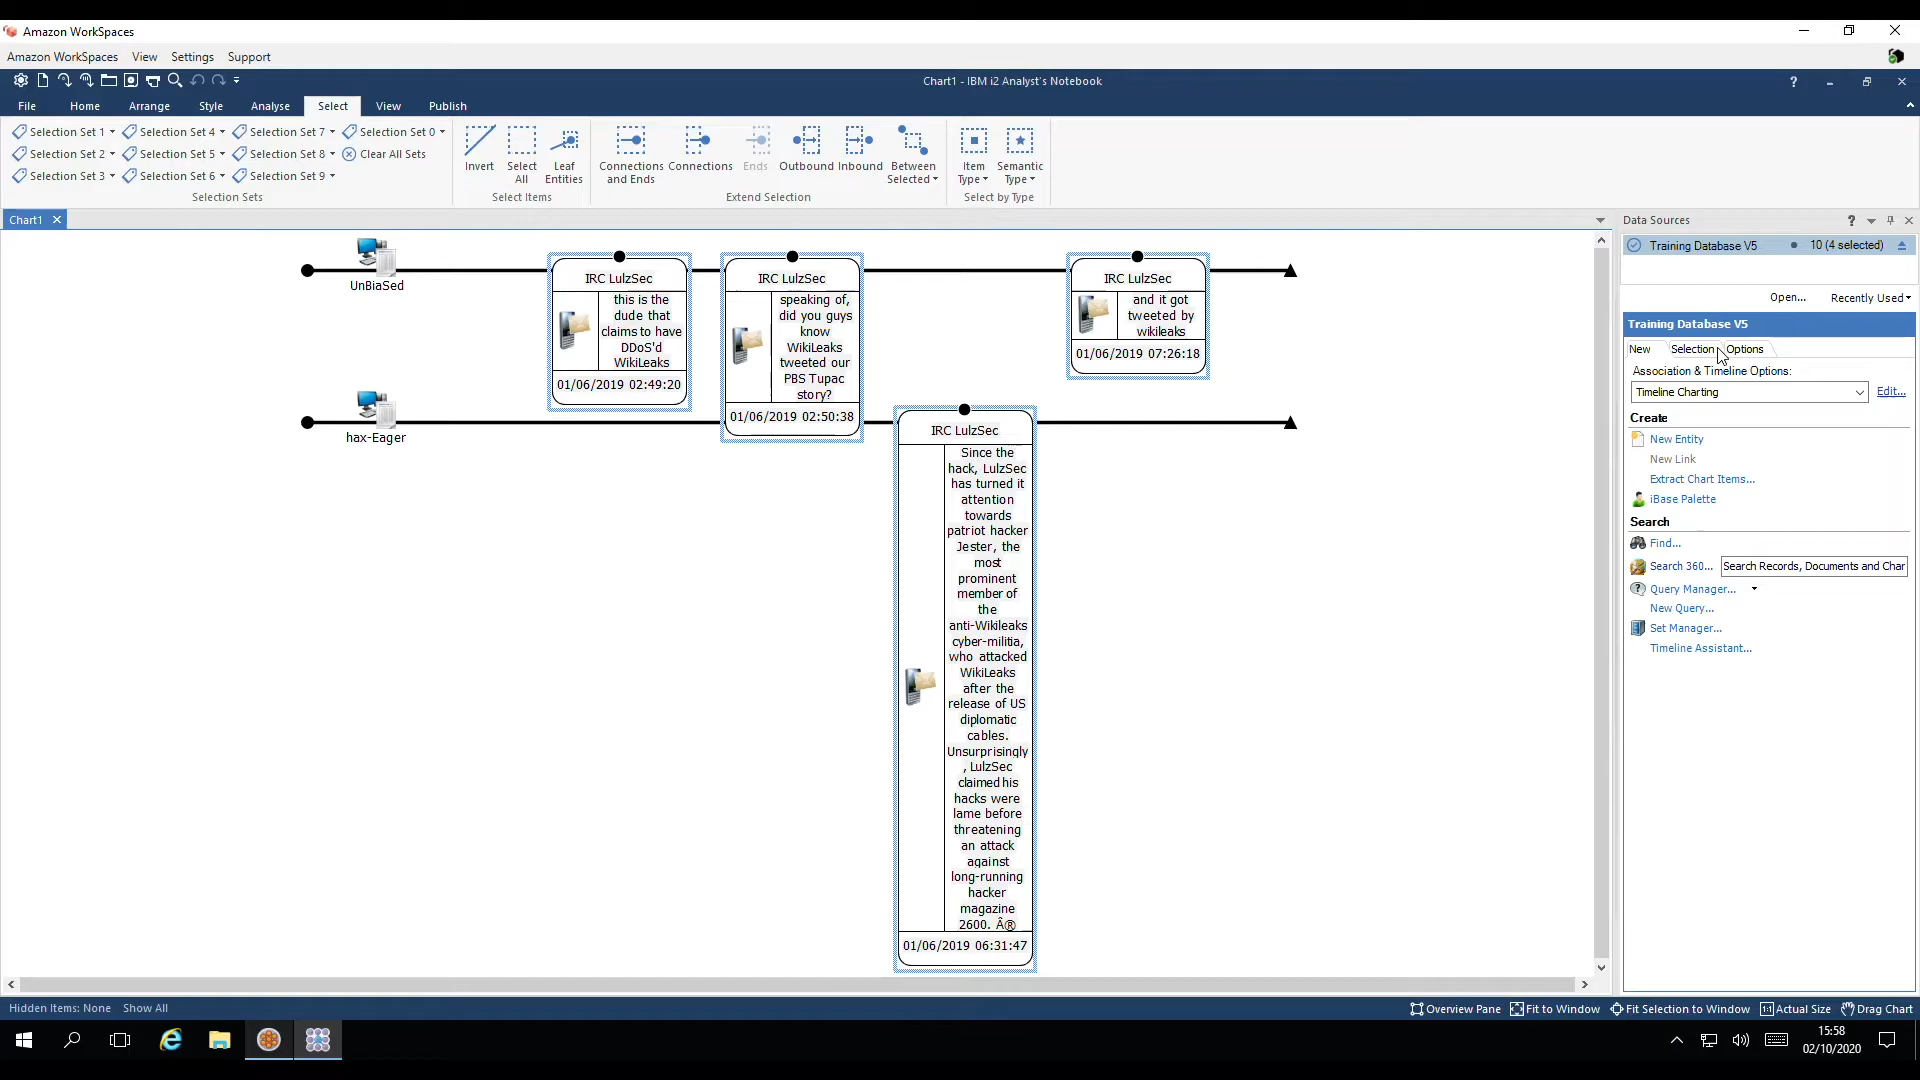 Amazon WorkSpaces
Amazon WorkSpaces View Settings Support
Chart1 - IBM i2 Analyst's Notebook
File Home Arrange Style Analyse Select View Publish
Selection Set 1 Selection Set 4 Selection Set 7 Selection Set 0
Selection Set 2 Selection Set 5 Selection Set 8 Clear All Sets
Selection Set 3 Selection Set 6 Selection Set 9
Selection Sets
Invert
Select
All
Leaf
Entities
Select Items
Connections
and Ends
Connections
Ends
Outbound
Inbound
Between
Selected
Extend Selection
Item
Type
Semantic
Type
Select by Type
Chart1
UnBiaSed
IRC LulzSec
this is the
dude that
claims to have
DDoS'd
WikiLeaks
01/06/2019 02:49:20
IRC LulzSec
speaking of,
did you guys
know
WikiLeaks
tweeted our
PBS Tupac
story?
01/06/2019 02:50:38
IRC LulzSec
and it got
tweeted by
wikileaks
01/06/2019 07:26:18
hax-Eager
IRC LulzSec
Since the
hack, LulzSec
has turned it
attention
towards
patriot hacker
Jester, the
most
prominent
member of
the
anti-Wikileaks
cyber-militia,
who attacked
WikiLeaks
after the
release of US
diplomatic
cables.
Unsurprisingly
, LulzSec
claimed his
hacks were
lame before
threatening
an attack
against
long-running
hacker
magazine
2600. Â®
01/06/2019 06:31:47
Data Sources
Training Database V5 10 (4 selected)
Open... Recently Used
Training Database V5
New Selection Options
Association & Timeline Options:
Timeline Charting Edit...
Create
New Entity
New Link
Extract Chart Items...
iBase Palette
Search
Find...
Search 360... Search Records, Documents and Char
Query Manager...
New Query...
Set Manager...
Timeline Assistant...
Hidden Items: None Show All
Overview Pane Fit to Window Fit Selection to Window 1:1 Actual Size Drag Chart
15:58
02/10/2020